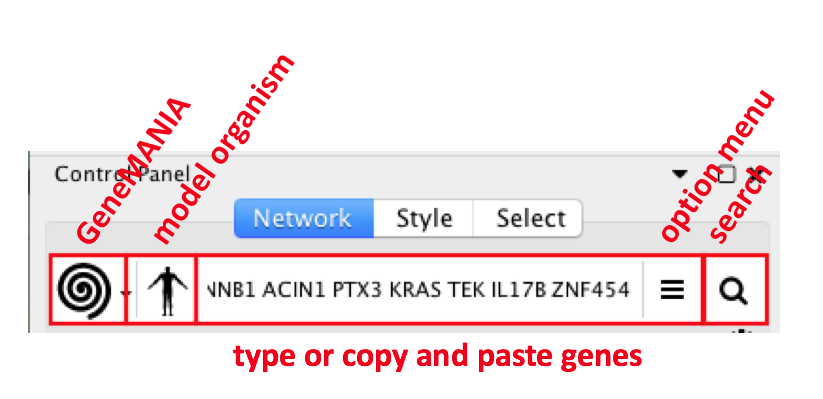 GeneMANIA
model organism
option menu
search
Control Panel
Network Style Select
NNB1 ACIN1 PTX3 KRAS TEK IL17B ZNF454
type or copy and paste genes